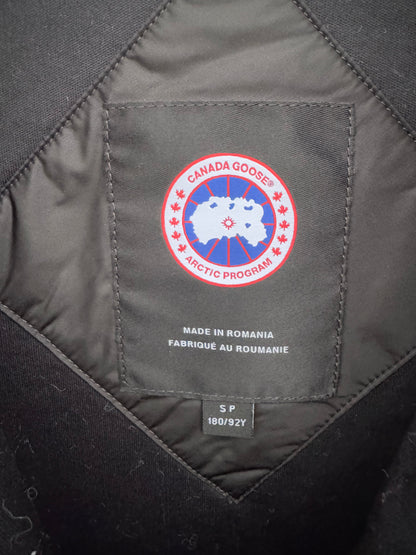 CANADA GOOSE®
ARCTIC PROGRAM
MADE IN ROMANIA
FABRIQUÉ AU ROUMANIE
S P
180/92Y